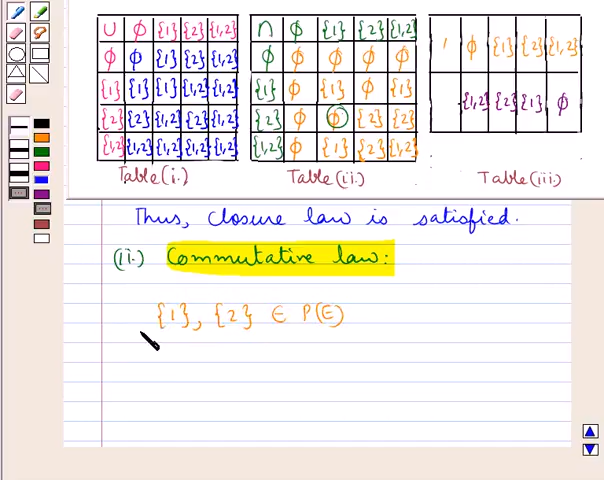 ∪ ϕ {1} {2} {1,2}
ϕ ϕ {1} {2} {1,2}
{1} {1} {1} {1,2} {1,2}
{2} {2} {1,2} {2} {1,2}
{1,2} {1,2} {1,2} {1,2} {1,2}
Table(i.)
∩ ϕ {1} {2} {1,2}
ϕ ϕ ϕ ϕ ϕ
{1} ϕ {1} ϕ {1}
{2} ϕ ϕ {2} {2}
{1,2} ϕ {1} {2} {1,2}
Table(ii.)
' ϕ {1} {2} {1,2}
{1,2} {2} {1} ϕ
Table(iii.)
Thus, closure law is satisfied.
(ii.) Commutative law:
{1}, {2} ∈ P(E)